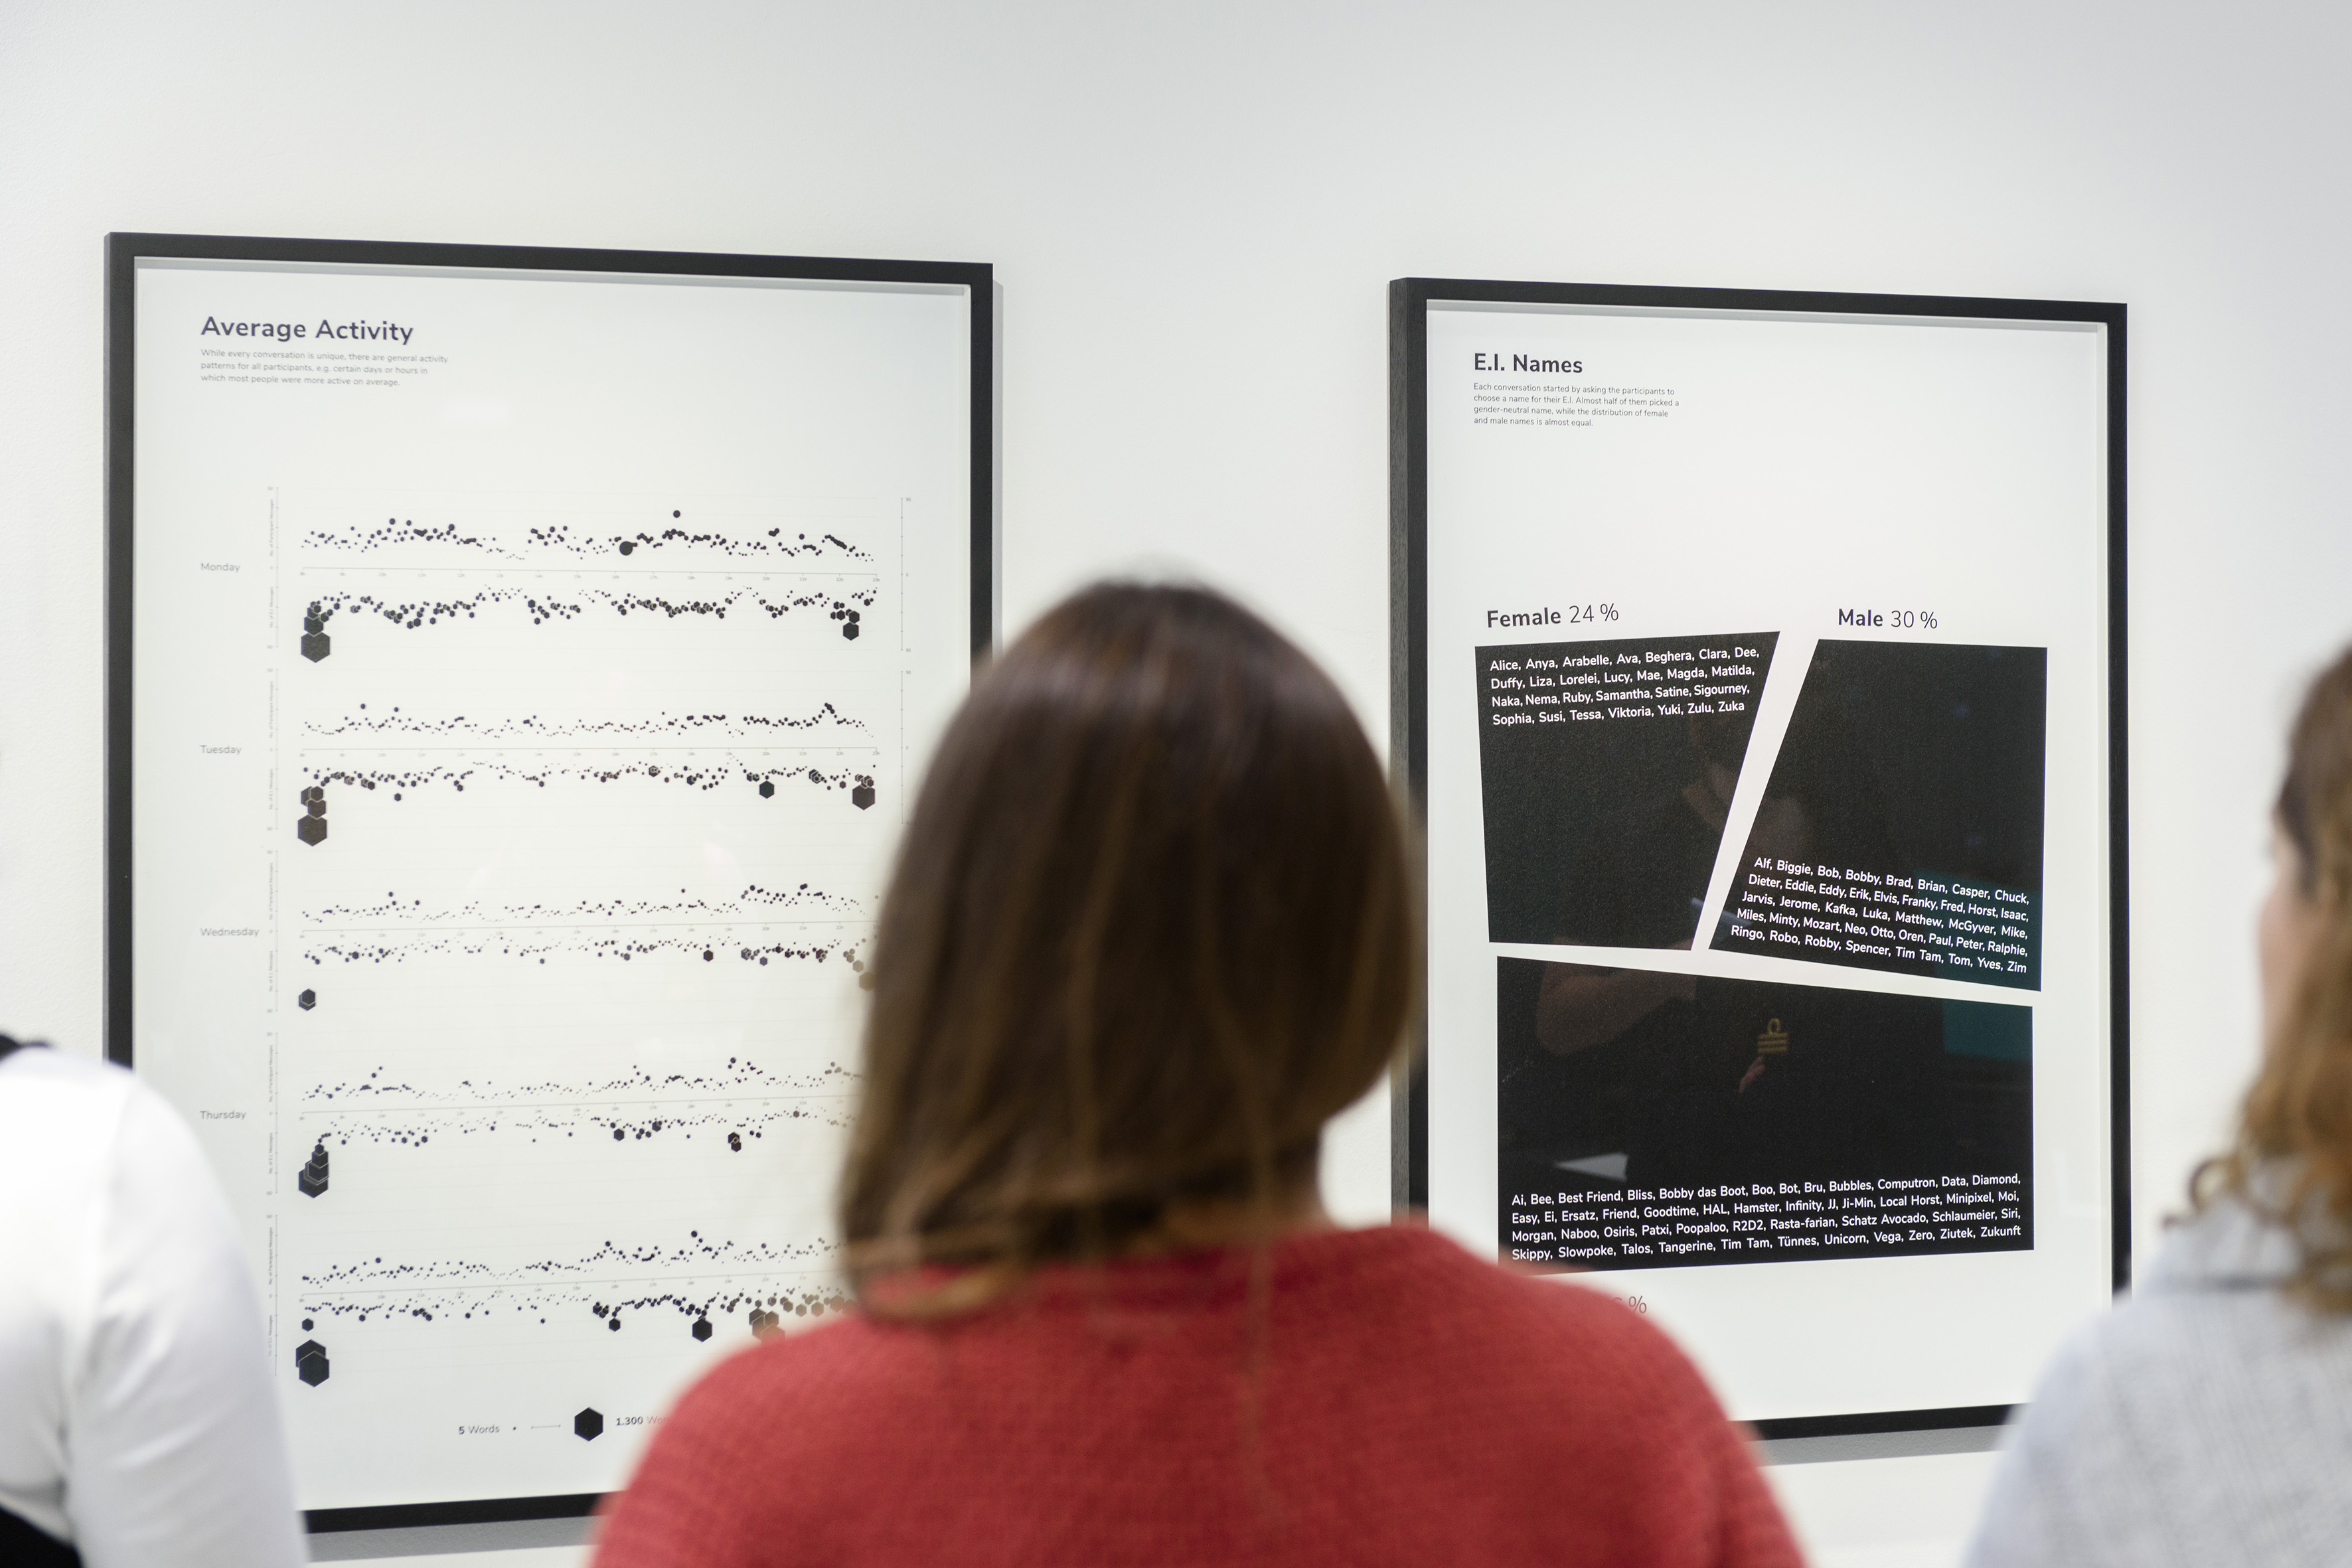 Average Activity
While every conversation is unique, there are general activity
patterns for all participants, e.g. certain days or hours in
which most people were more active on average.
Monday
Tuesday
Wednesday
Thursday
5 Words
1.300
E.I. Names
Each conversation started by asking the participants to
choose a name for their E.I. Almost half of them picked a
gender-neutral name, while the distribution of female
and male names is almost equal.
Female 24 %
Male 30 %
Alice, Anya, Arabelle, Ava, Beghera, Clara, Dee,
Duffy, Liza, Lorelei, Lucy, Mae, Magda, Matilda,
Naka, Nema, Ruby, Samantha, Satine, Sigourney,
Sophia, Susi, Tessa, Viktoria, Yuki, Zulu, Zuka
Alf, Biggie, Bob, Bobby, Brad, Brian, Casper, Chuck,
Dieter, Eddie, Eddy, Erik, Elvis, Franky, Fred, Horst, Isaac,
Jarvis, Jerome, Kafka, Luka, Matthew, McGyver, Mike,
Miles, Minty, Mozart, Neo, Otto, Oren, Paul, Peter, Ralphie,
Ringo, Robo, Robby, Spencer, Tim Tam, Tom, Yves, Zim
Ai, Bee, Best Friend, Bliss, Bobby das Boot, Boo, Bot, Bru, Bubbles, Computron, Data, Diamond,
Easy, Ei, Ersatz, Friend, Goodtime, HAL, Hamster, Infinity, JJ, Ji-Min, Local Horst, Minipixel, Moi,
Morgan, Naboo, Osiris, Patxi, Poopaloo, R2D2, Rasta-farian, Schatz Avocado, Schlaumeier, Siri,
Skippy, Slowpoke, Talos, Tangerine, Tim Tam, Tünnes, Unicorn, Vega, Zero, Ziutek, Zukunft
%